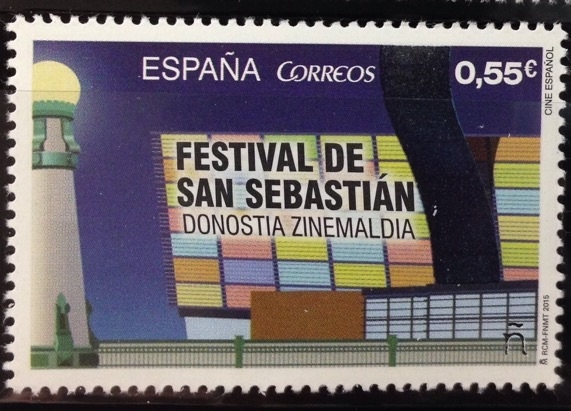 ESPAÑA CORREOS 0,55€
CINE ESPAÑOL
FESTIVAL DE
SAN SEBASTIÁN
DONOSTIA ZINEMALDIA
RCM-FNMT 2015